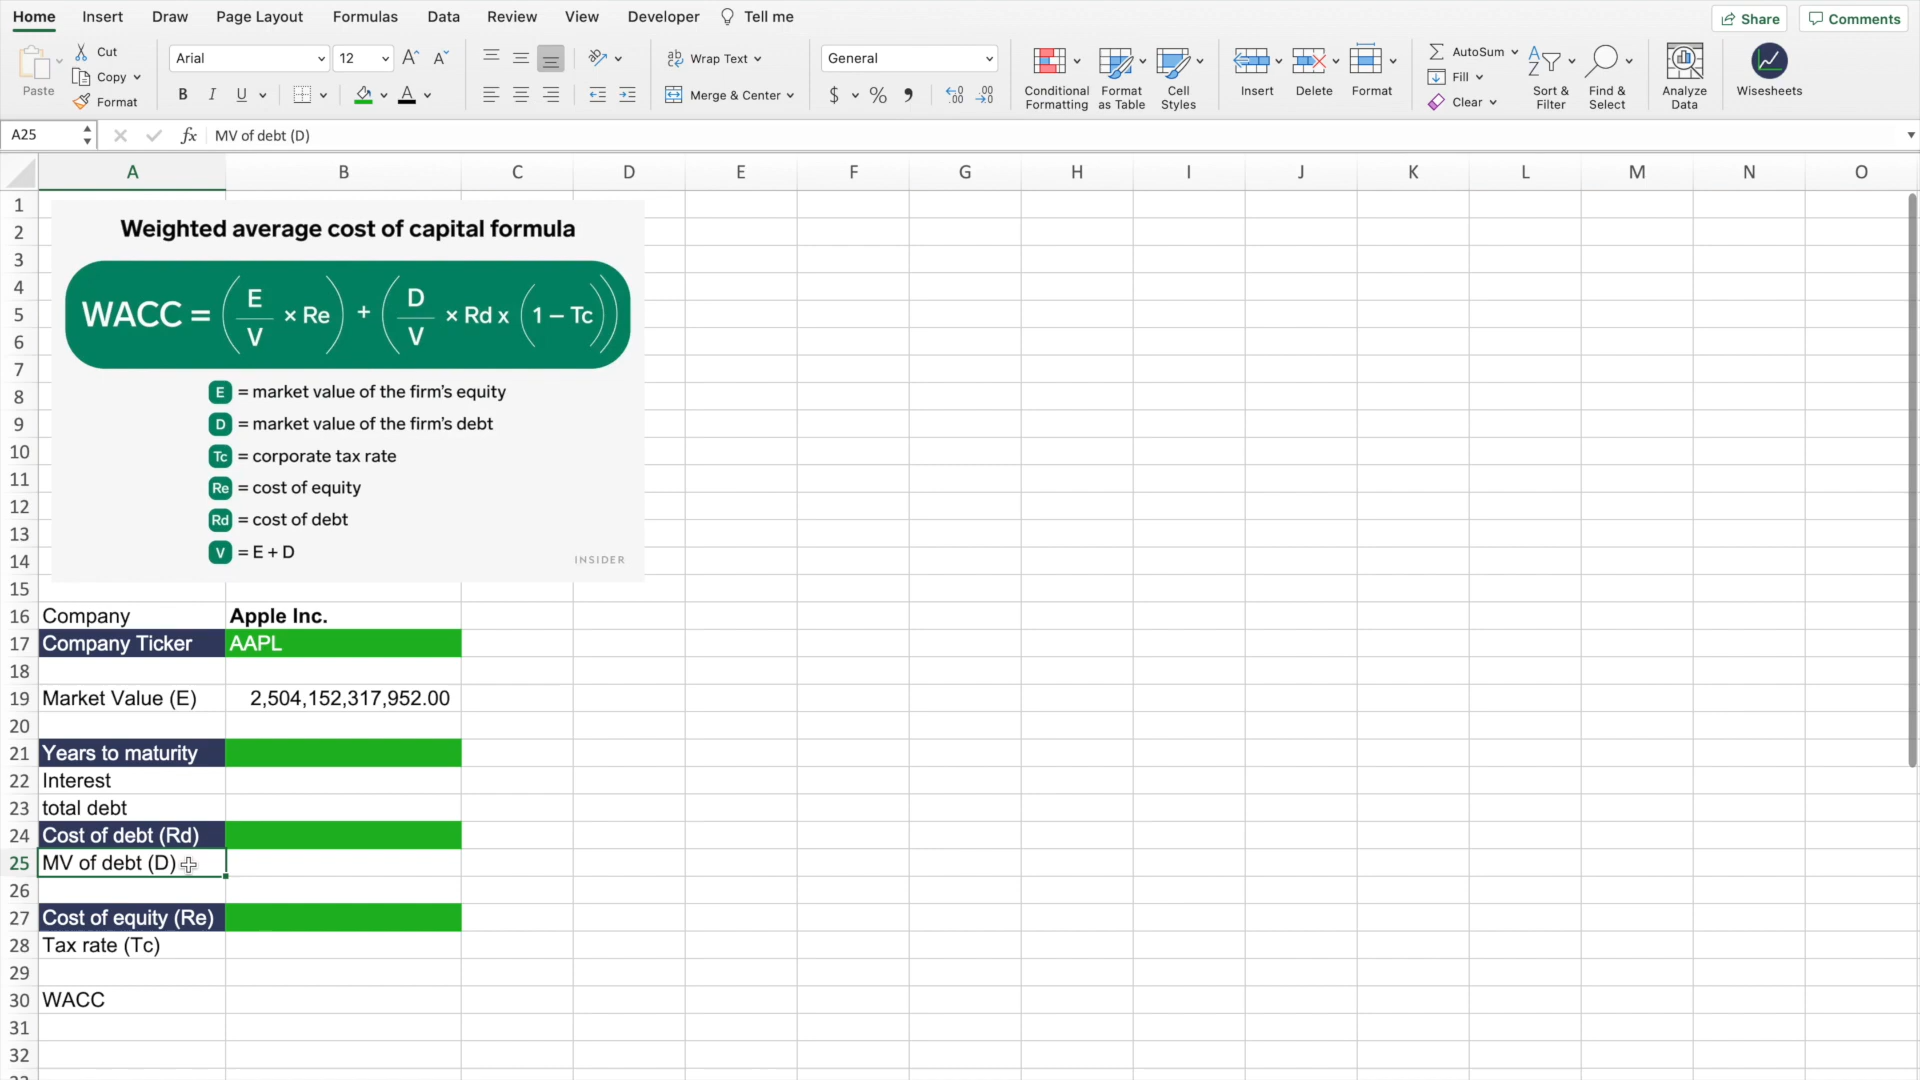 Home Insert Draw Page Layout Formulas Data Review View Developer Tell me Share Comments
Paste Cut Copy Format
Arial 12 A^ Aˇ
B I U A
Wrap Text
Merge & Center
General
$ % 9 .0 .00 .00 .0
Conditional Formatting
Format as Table
Cell Styles
Insert Delete Format
AutoSum
Fill
Clear
Sort & Filter
Find & Select
Analyze Data
Wisesheets
A25 fx MV of debt (D)
A B C D E F G H I J K L M N O
1
2
3
4
5
6
7
8
9
10
11
12
13
14
15
Weighted average cost of capital formula
WACC = (E/V × Re) + (D/V × Rd x (1 – Tc))
E = market value of the firm's equity
D = market value of the firm's debt
Tc = corporate tax rate
Re = cost of equity
Rd = cost of debt
V = E + D
INSIDER
16 Company Apple Inc.
17 Company Ticker AAPL
18
19 Market Value (E) 2,504,152,317,952.00
20
21 Years to maturity
22 Interest
23 total debt
24 Cost of debt (Rd)
25 MV of debt (D)
26
27 Cost of equity (Re)
28 Tax rate (Tc)
29
30 WACC
31
32